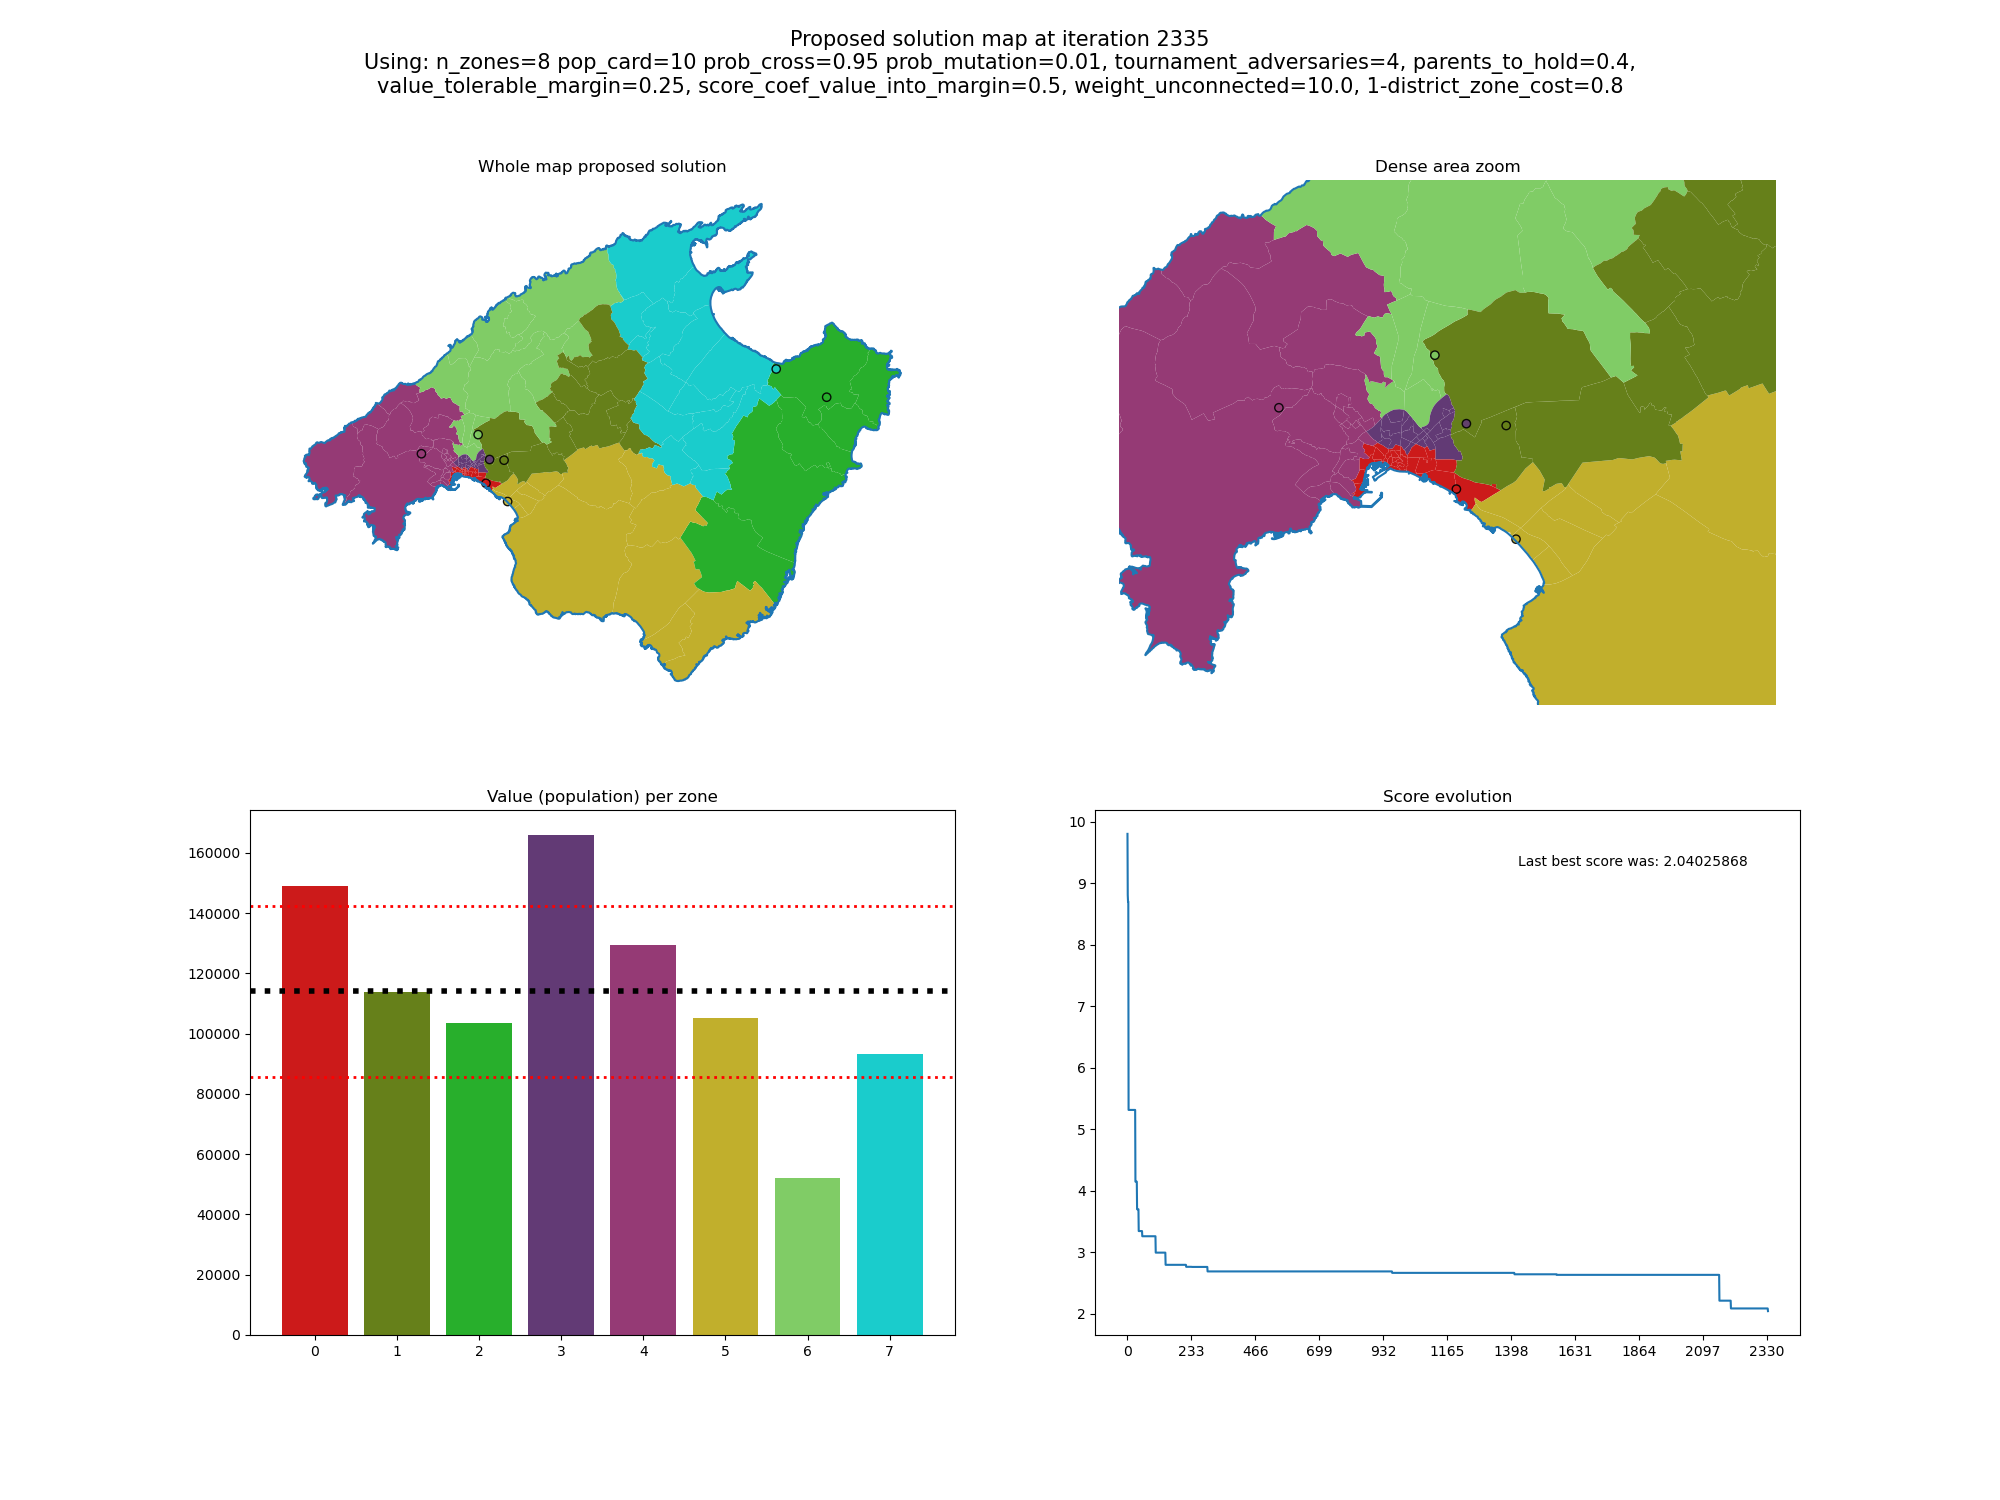 Proposed solution map at iteration 2335
Using: n_zones=8 pop_card=10 prob_cross=0.95 prob_mutation=0.01, tournament_adversaries=4, parents_to_hold=0.4,
value_tolerable_margin=0.25, score_coef_value_into_margin=0.5, weight_unconnected=10.0, 1-district_zone_cost=0.8
Whole map proposed solution
Dense area zoom
Value (population) per zone
160000
140000
120000
100000
80000
60000
40000
20000
0
0 1 2 3 4 5 6 7
Score evolution
Last best score was: 2.04025868
10
9
8
7
6
5
4
3
2
0 233 466 699 932 1165 1398 1631 1864 2097 2330